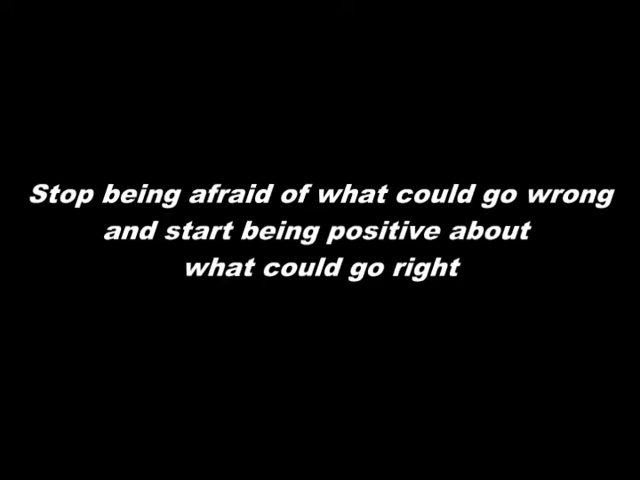 Stop being afraid of what could go wrong
and start being positive about
what could go right